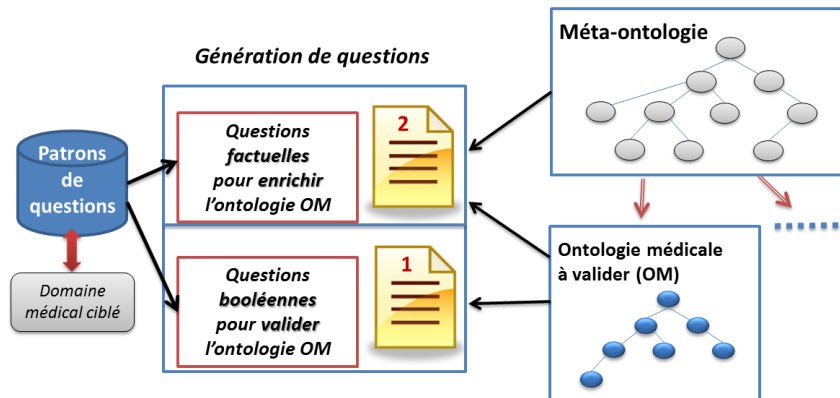 Génération de questions
Méta-ontologie
Patrons
de
questions
Questions
factuelles
pour enrichir
l’ontologie OM
2
Domaine
médical ciblé
Questions
booléennes
pour valider
l’ontologie OM
1
Ontologie médicale
à valider (OM)